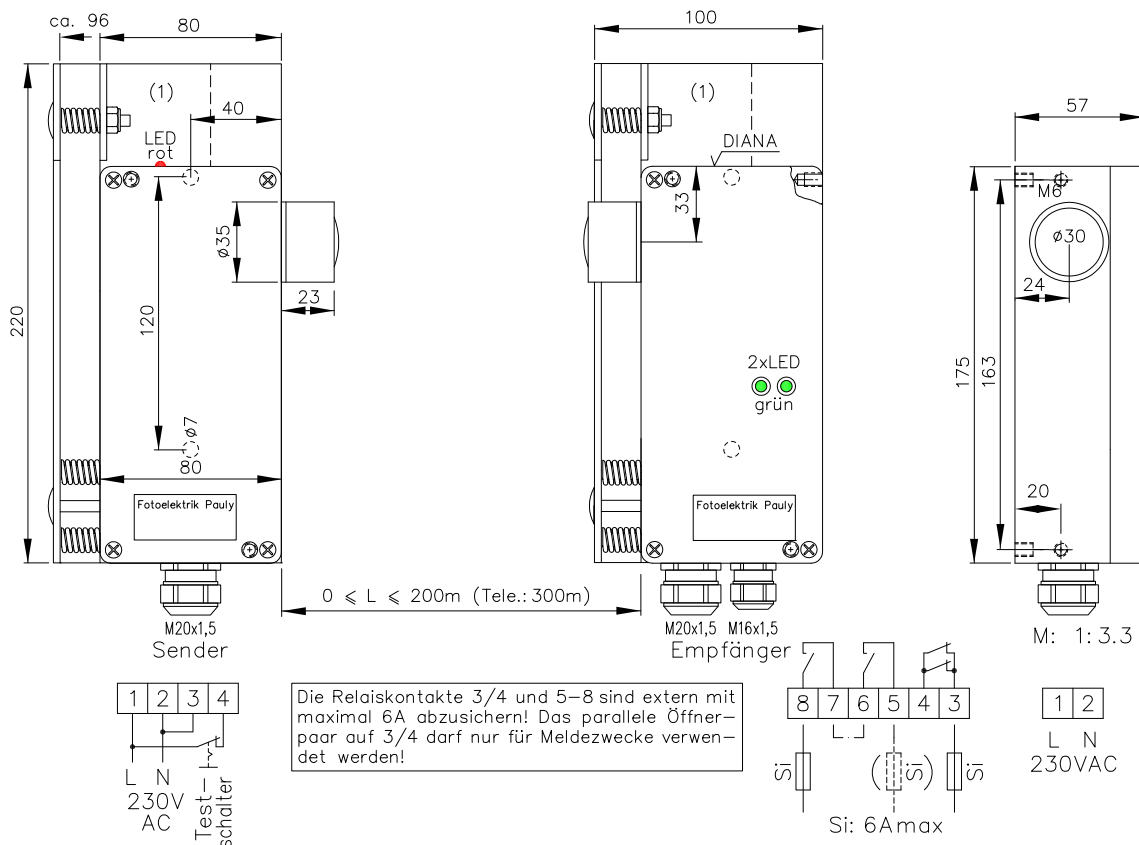 ca. 96
80
100
(1)
40
LED
rot
(1)
DIANA
57
M6
33
ø35
ø30
24
23
220
120
175
163
2xLED
grün
ø7
80
20
Fotoelektrik Pauly
Fotoelektrik Pauly
0 ⩽ L ⩽ 200m (Tele.: 300m)
M20x1,5
Sender
M20x1,5
M16x1,5
Empfänger
M: 1:3.3
1 2 3 4
L N
230V
AC
Test-
schalter
Die Relaiskontakte 3/4 und 5-8 sind extern mit
maximal 6A abzusichern! Das parallele Öffner-
paar auf 3/4 darf nur für Meldezwecke verwen-
det werden!
8 7 6 5 4 3
Si
(Si)
Si
Si: 6Amax
1 2
L N
230VAC